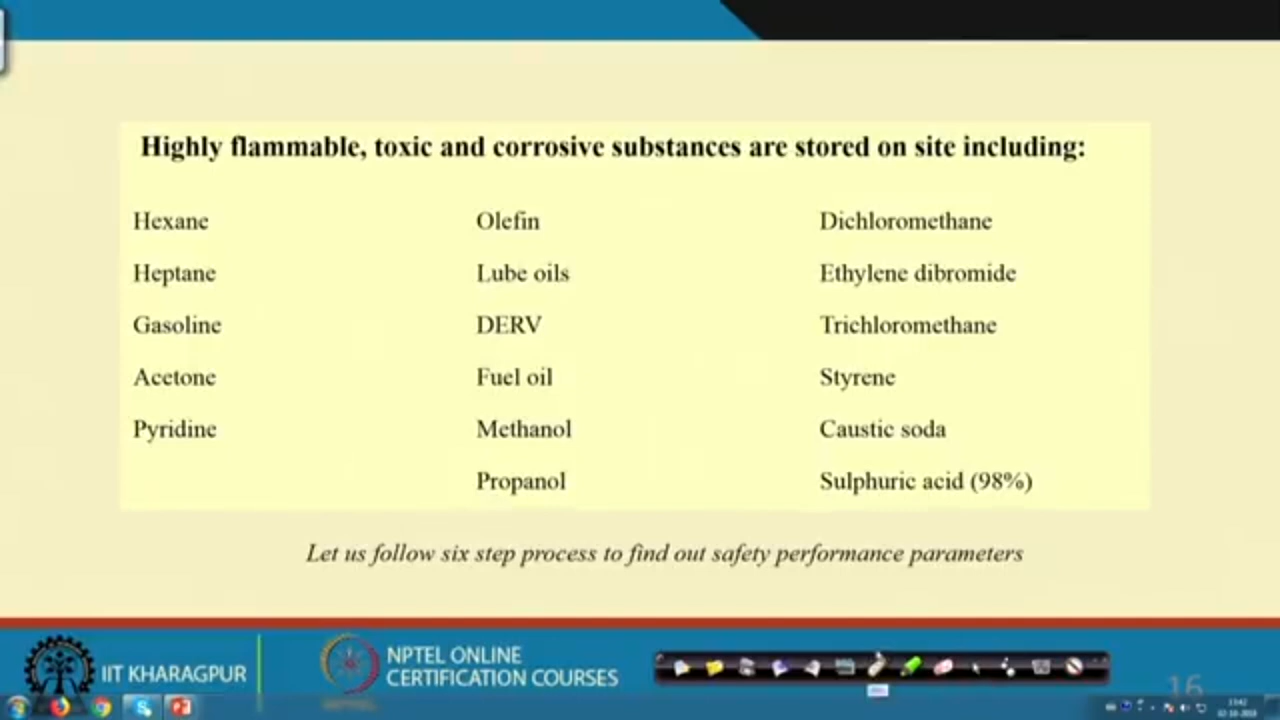 Highly flammable, toxic and corrosive substances are stored on site including:
Hexane Olefin Dichloromethane
Heptane Lube oils Ethylene dibromide
Gasoline DERV Trichloromethane
Acetone Fuel oil Styrene
Pyridine Methanol Caustic soda
Propanol Sulphuric acid (98%)
Let us follow six step process to find out safety performance parameters
IIT KHARAGPUR
NPTEL ONLINE
CERTIFICATION COURSES
16